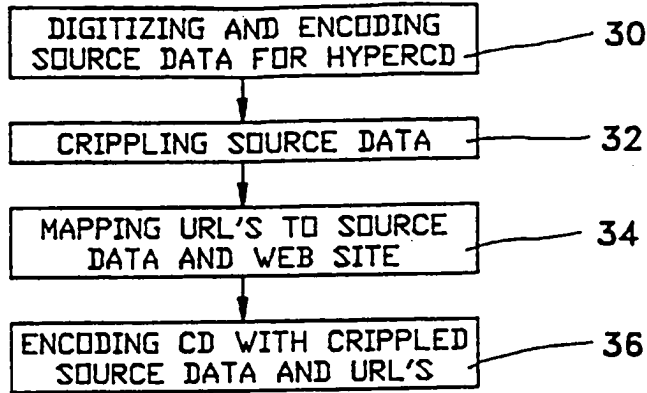 DIGITIZING AND ENCODING
SOURCE DATA FOR HYPERCD
30
CRIPPLING SOURCE DATA
32
MAPPING URL'S TO SOURCE
DATA AND WEB SITE
34
ENCODING CD WITH CRIPPLED
SOURCE DATA AND URL'S
36